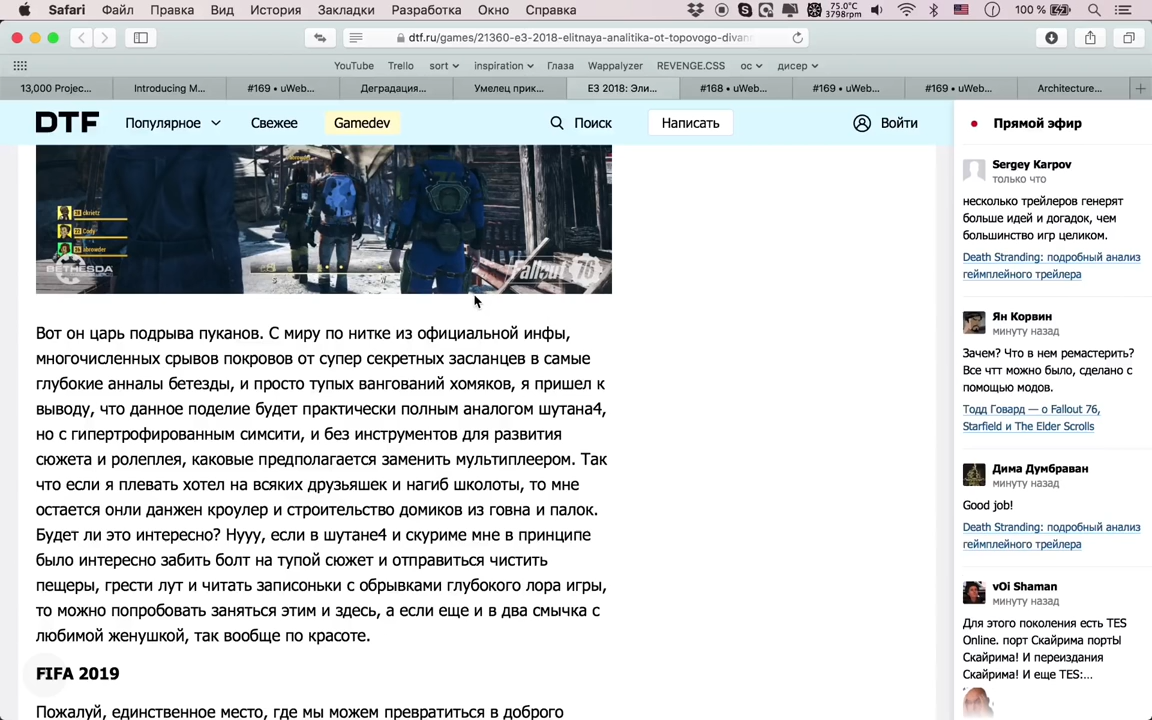 Safari Файл Правка Вид История Закладки Разработка Окно Справка 75.0°C 3798rpm 100 %
dtf.ru/games/21360-e3-2018-elitnaya-analitika-ot-topovogo-divanc
YouTube Trello sort inspiration Глаза Wappalyzer REVENGE.CSS ос дисер
13,000 Projec... Introducing M... #169 • uWeb... Деградация... Умелец прик... E3 2018: Эли... #168 • uWeb... #169 • uWeb... #169 • uWeb... Architecture...
DTF Популярное Свежее Gamedev Поиск Написать Войти
Cody
BETHESDA
Fallout 76
Вот он царь подрыва пуканов. С миру по нитке из официальной инфы,
многочисленных срывов покровов от супер секретных засланцев в самые
глубокие анналы бетезды, и просто тупых вангований хомяков, я пришел к
выводу, что данное поделие будет практически полным аналогом шутана4,
но с гипертрофированным симсити, и без инструментов для развития
сюжета и ролеплея, каковые предполагается заменить мультиплеером. Так
что если я плевать хотел на всяких друзьяшек и нагиб школоты, то мне
остается онли данжен кроулер и строительство домиков из говна и палок.
Будет ли это интересно? Нууу, если в шутане4 и скуриме мне в принципе
было интересно забить болт на тупой сюжет и отправиться чистить
пещеры, грести лут и читать записоньки с обрывками глубокого лора игры,
то можно попробовать заняться этим и здесь, а если еще и в два смычка с
любимой женушкой, так вообще по красоте.
FIFA 2019
Пожалуй, единственное место, где мы можем превратиться в доброго
Прямой эфир
Sergey Karpov
только что
несколько трейлеров генерят
больше идей и догадок, чем
большинство игр целиком.
Death Stranding: подробный анализ
геймплейного трейлера
Ян Корвин
минуту назад
Зачем? Что в нем ремастерить?
Все чтт можно было, сделано с
помощью модов.
Тодд Говард — о Fallout 76,
Starfield и The Elder Scrolls
Дима Думбраван
минуту назад
Good job!
Death Stranding: подробный анализ
геймплейного трейлера
vOi Shaman
минуту назад
Для этого поколения есть TES
Online. порт Скайрима порты
Скайрима! И переиздания
Скайрима! И еще TES:...